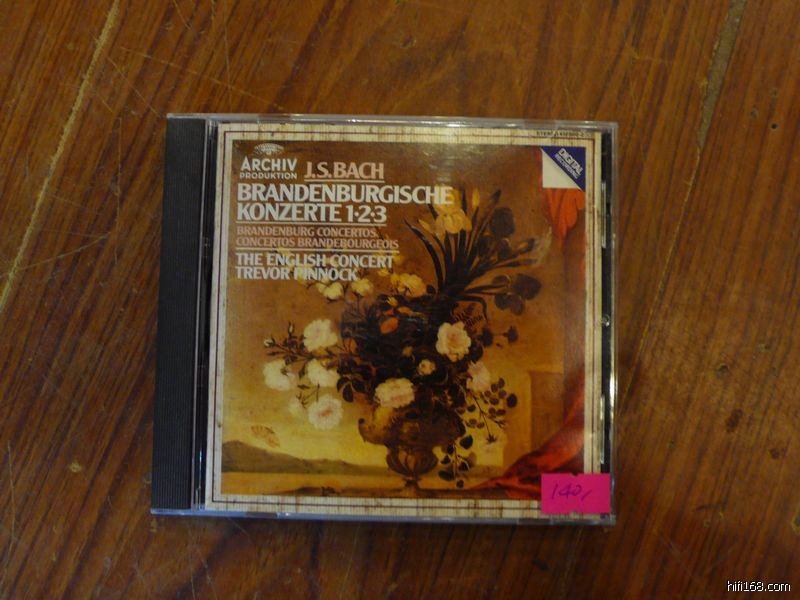 ARCHIV
PRODUKTION
J.S.BACH
BRANDENBURGISCHE
KONZERTE 1·2·3
BRANDENBURG CONCERTOS
CONCERTOS BRANDEBOURGEOIS
THE ENGLISH CONCERT
TREVOR PINNOCK
DIGITAL
RECORDING
140,
hifi168.com